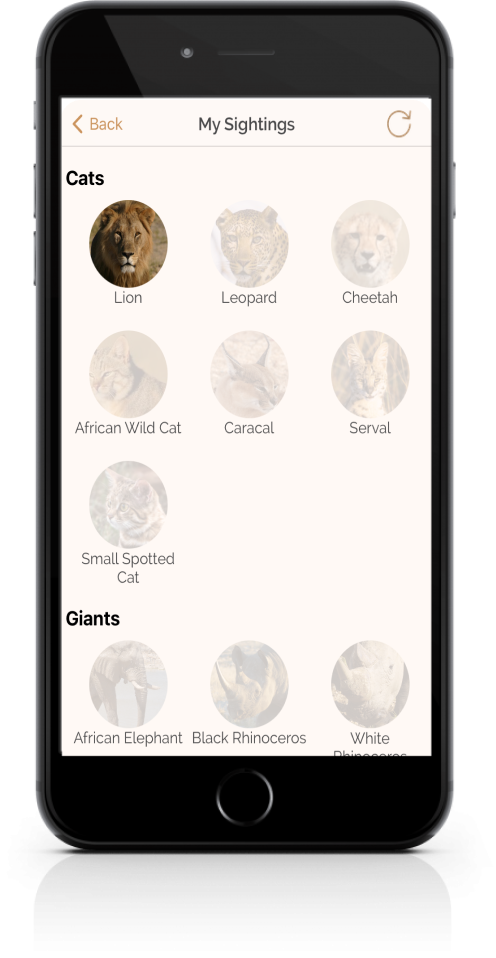 Back
My Sightings
Cats
Lion
Leopard
Cheetah
African Wild Cat
Caracal
Serval
Small Spotted
Cat
Giants
African Elephant
Black Rhinoceros
White
Rhinoceros